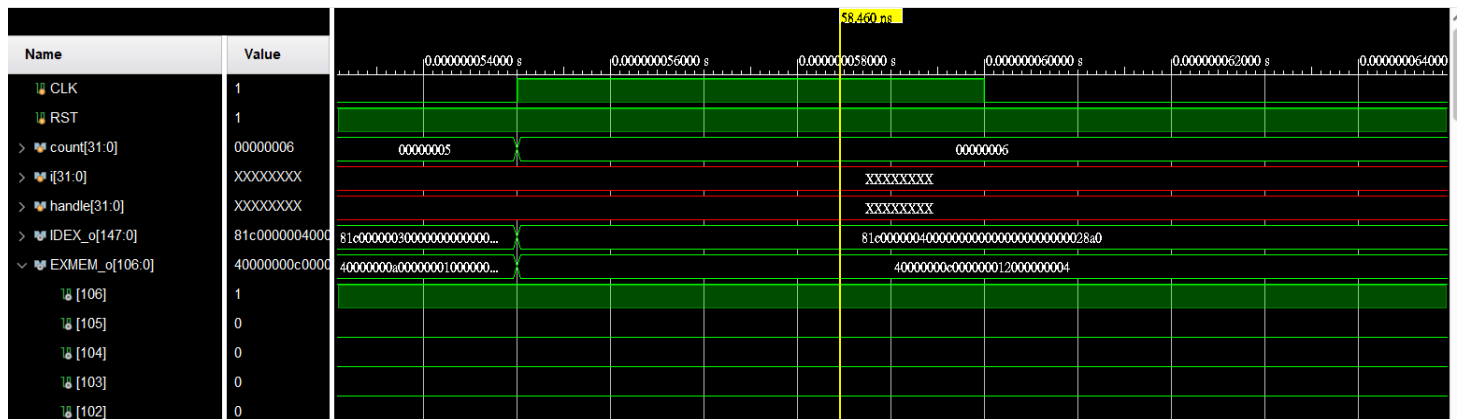 58.460 ns
Name Value
0.000000054000 s 0.000000056000 s 0.000000058000 s 0.000000060000 s 0.000000062000 s 0.000000064000
CLK 1
RST 1
count[31:0] 00000006 00000005 00000006
i[31:0] XXXXXXXX XXXXXXXX
handle[31:0] XXXXXXXX XXXXXXXX
IDEX_o[147:0] 81c0000004000 81c0000003000000000000... 81c00000040000000000000000000000028a0
EXMEM_o[106:0] 40000000c0000 40000000a00000001000000... 40000000c000000012000000004
[106] 1
[105] 0
[104] 0
[103] 0
[102] 0